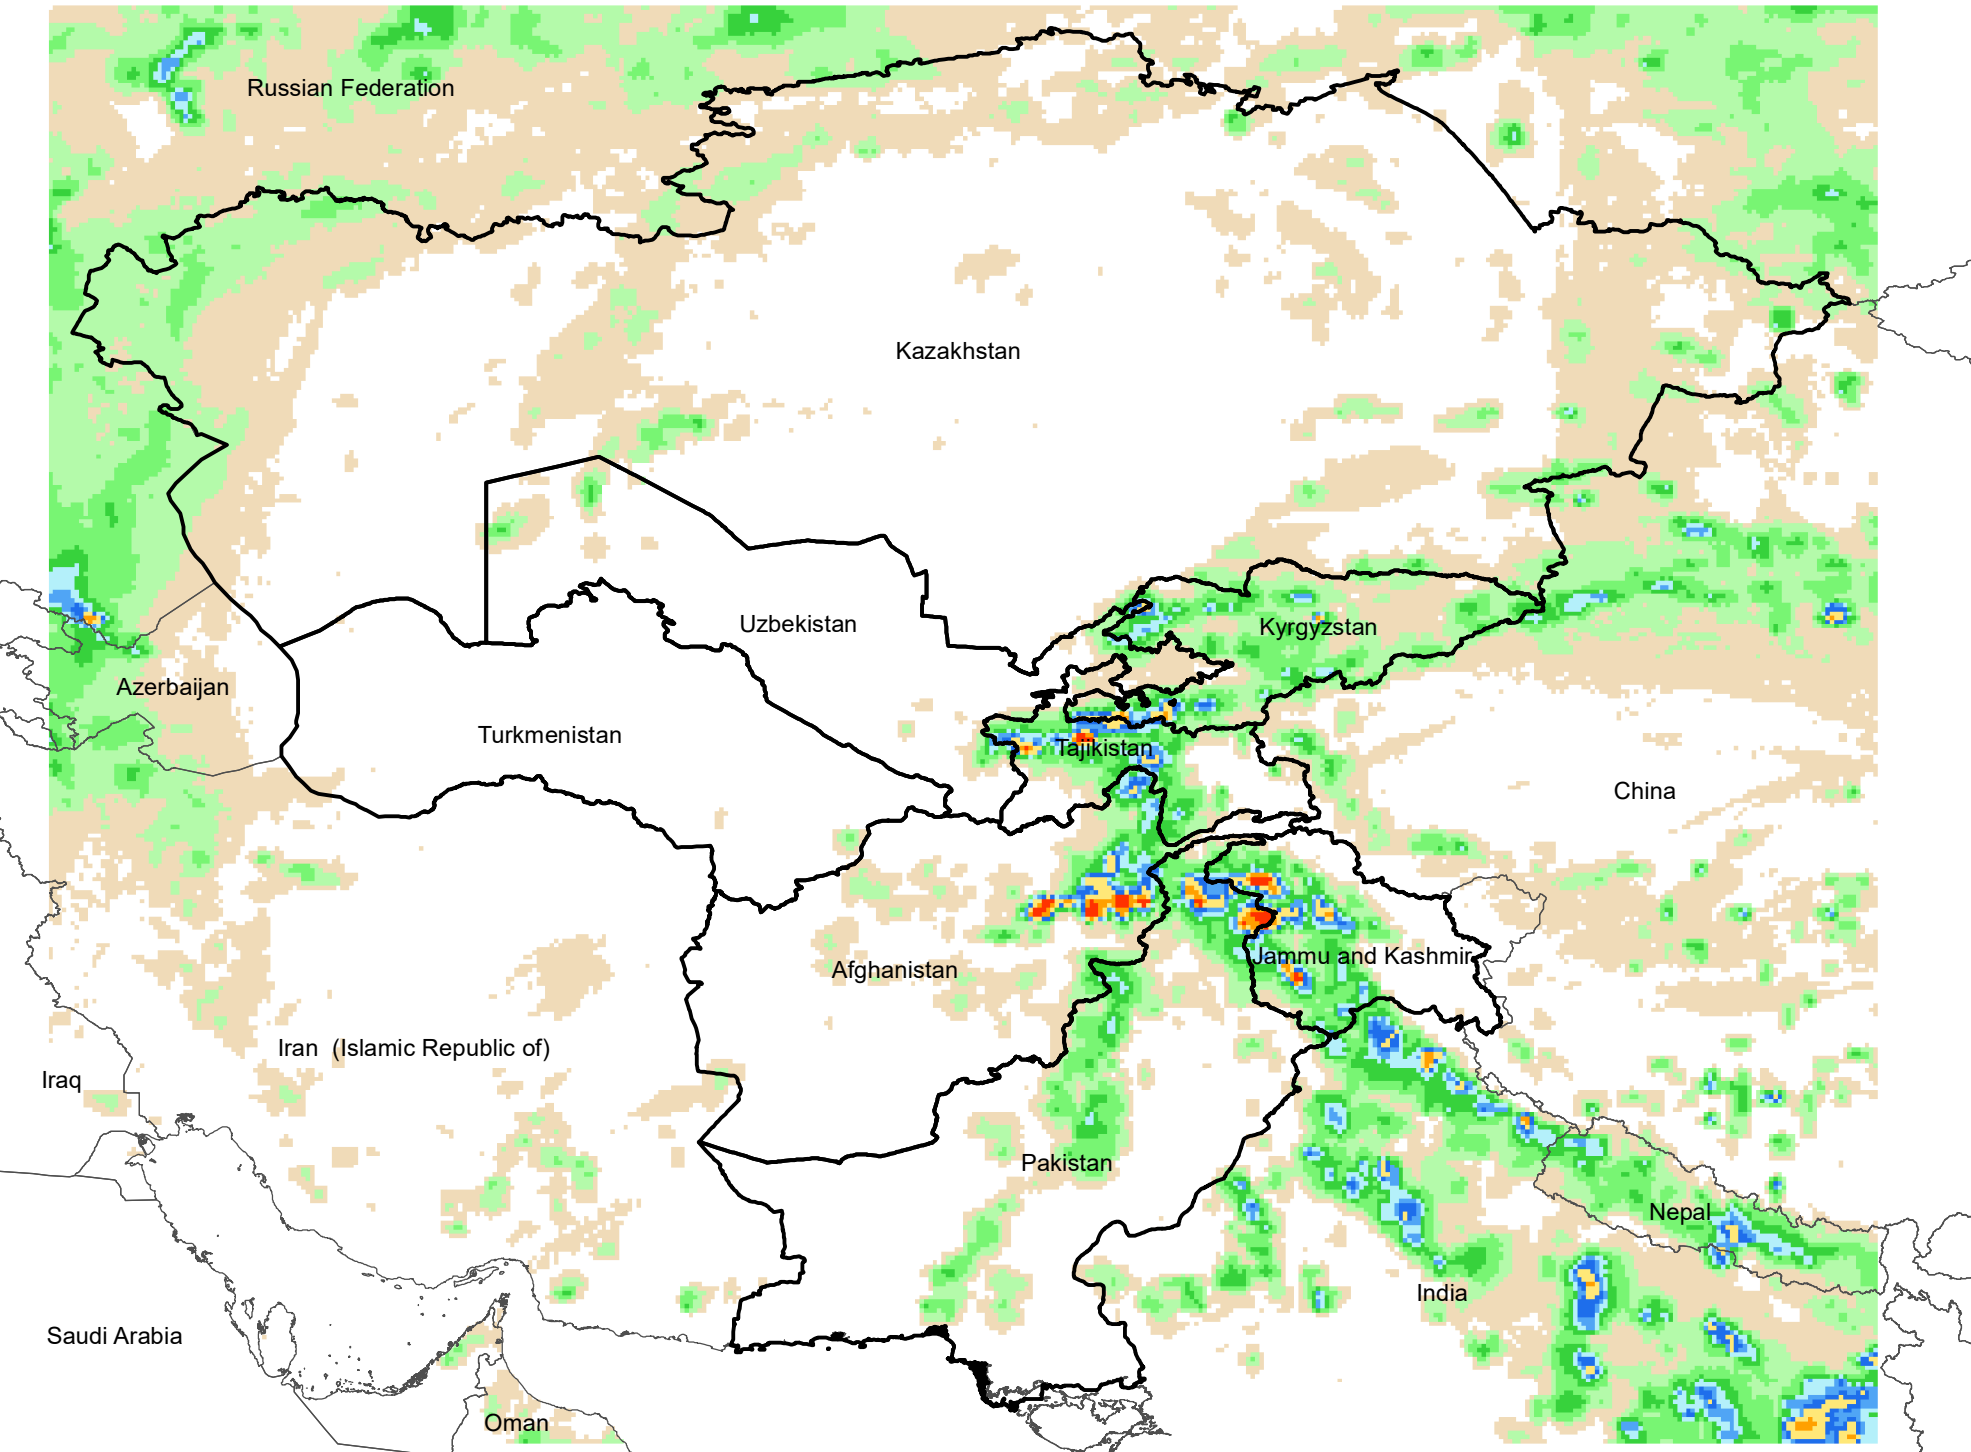 Russian Federation
Kazakhstan
Uzbekistan
Kyrgyzstan
Azerbaijan
Turkmenistan
Tajikistan
China
Jammu and Kashmir
Afghanistan
Iran  (Islamic Republic of)
Iraq
Pakistan
Nepal
India
Saudi Arabia
Oman